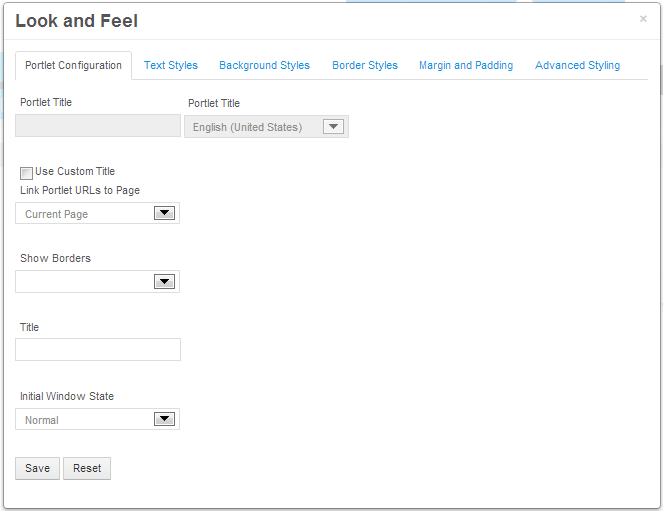 Look and Feel
×
Portlet Configuration Text Styles Background Styles Border Styles Margin and Padding Advanced Styling
Portlet Title Portlet Title
English (United States)
Use Custom Title
Link Portlet URLs to Page
Current Page
Show Borders
Title
Initial Window State
Normal
Save Reset